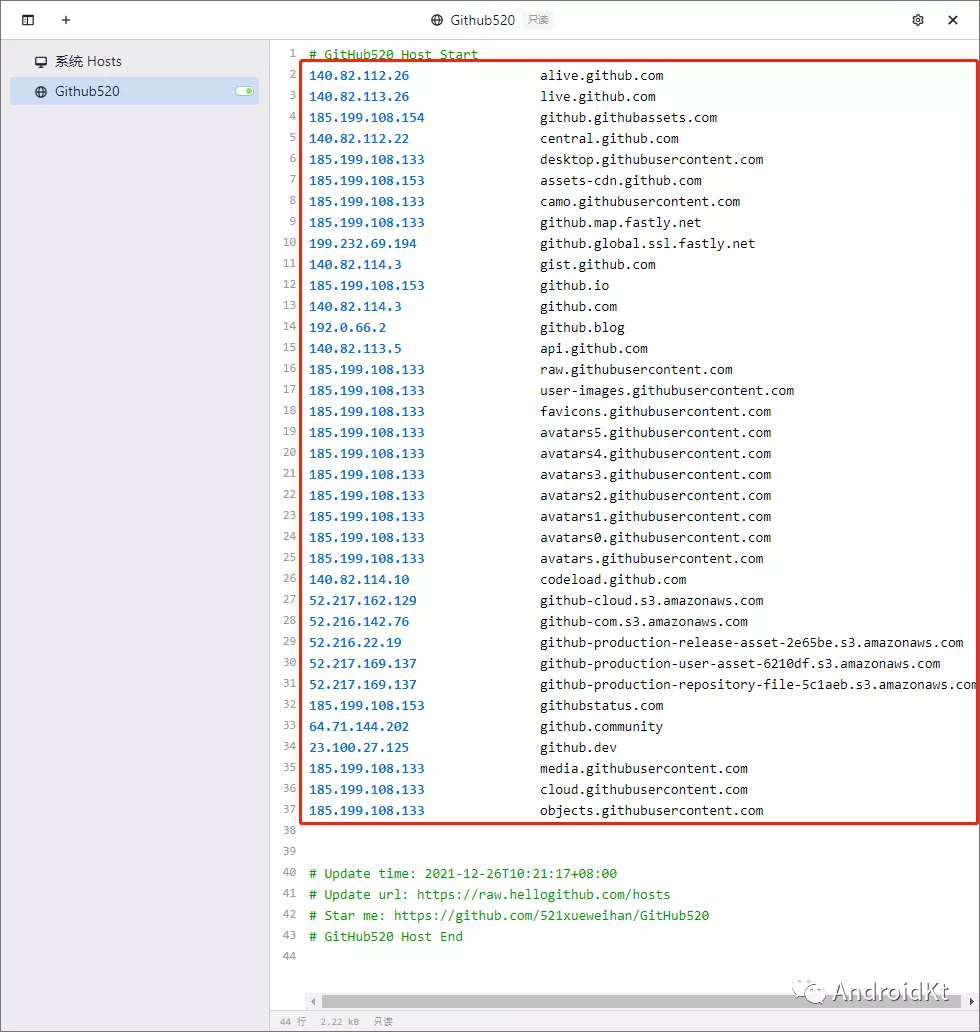 Github520 只读
系统 Hosts
Github520
1 # GitHub520 Host Start
2 140.82.112.26 alive.github.com
3 140.82.113.26 live.github.com
4 185.199.108.154 github.githubassets.com
5 140.82.112.22 central.github.com
6 185.199.108.133 desktop.githubusercontent.com
7 185.199.108.153 assets-cdn.github.com
8 185.199.108.133 camo.githubusercontent.com
9 185.199.108.133 github.map.fastly.net
10 199.232.69.194 github.global.ssl.fastly.net
11 140.82.114.3 gist.github.com
12 185.199.108.153 github.io
13 140.82.114.3 github.com
14 192.0.66.2 github.blog
15 140.82.113.5 api.github.com
16 185.199.108.133 raw.githubusercontent.com
17 185.199.108.133 user-images.githubusercontent.com
18 185.199.108.133 favicons.githubusercontent.com
19 185.199.108.133 avatars5.githubusercontent.com
20 185.199.108.133 avatars4.githubusercontent.com
21 185.199.108.133 avatars3.githubusercontent.com
22 185.199.108.133 avatars2.githubusercontent.com
23 185.199.108.133 avatars1.githubusercontent.com
24 185.199.108.133 avatars0.githubusercontent.com
25 185.199.108.133 avatars.githubusercontent.com
26 140.82.114.10 codeload.github.com
27 52.217.162.129 github-cloud.s3.amazonaws.com
28 52.216.142.76 github-com.s3.amazonaws.com
29 52.216.22.19 github-production-release-asset-2e65be.s3.amazonaws.com
30 52.217.169.137 github-production-user-asset-6210df.s3.amazonaws.com
31 52.217.169.137 github-production-repository-file-5c1aeb.s3.amazonaws.com
32 185.199.108.153 githubstatus.com
33 64.71.144.202 github.community
34 23.100.27.125 github.dev
35 185.199.108.133 media.githubusercontent.com
36 185.199.108.133 cloud.githubusercontent.com
37 185.199.108.133 objects.githubusercontent.com
38
39
40 # Update time: 2021-12-26T10:21:17+08:00
41 # Update url: https://raw.hellogithub.com/hosts
42 # Star me: https://github.com/521xueweihan/GitHub520
43 # GitHub520 Host End
44
AndroidKt
44 行 2.22 kB 只读